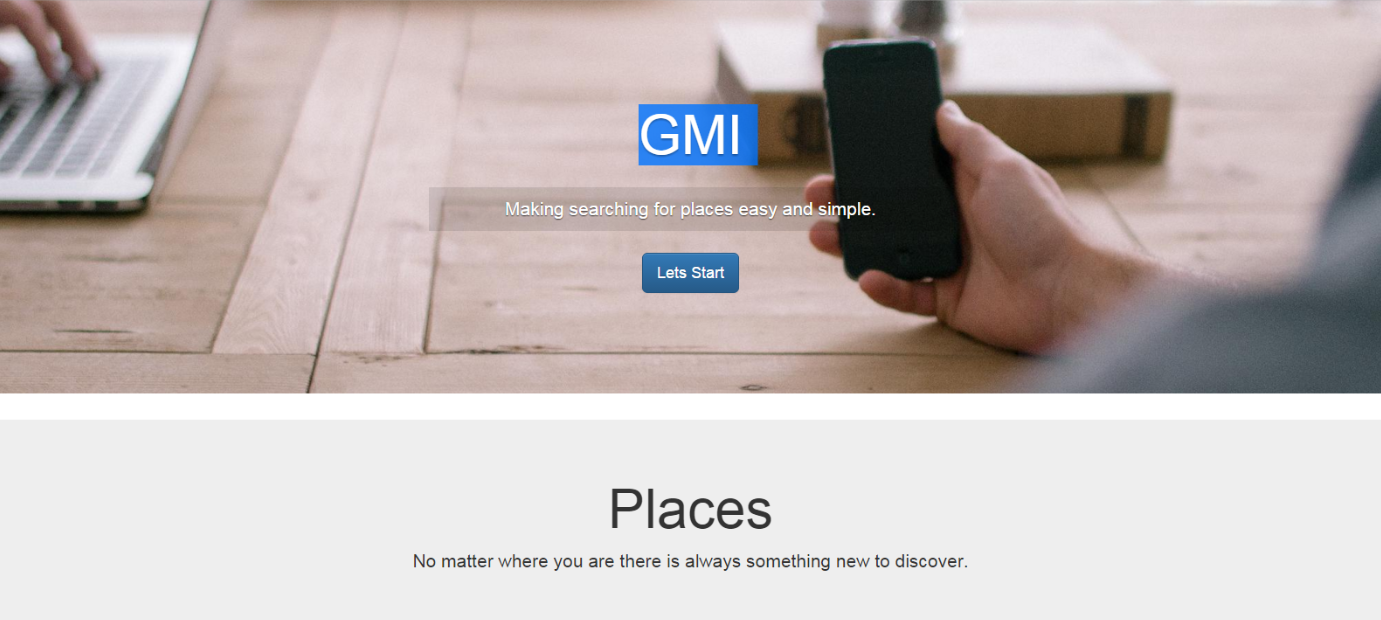 GMI
Making searching for places easy and simple.
Lets Start
Places
No matter where you are there is always something new to discover.